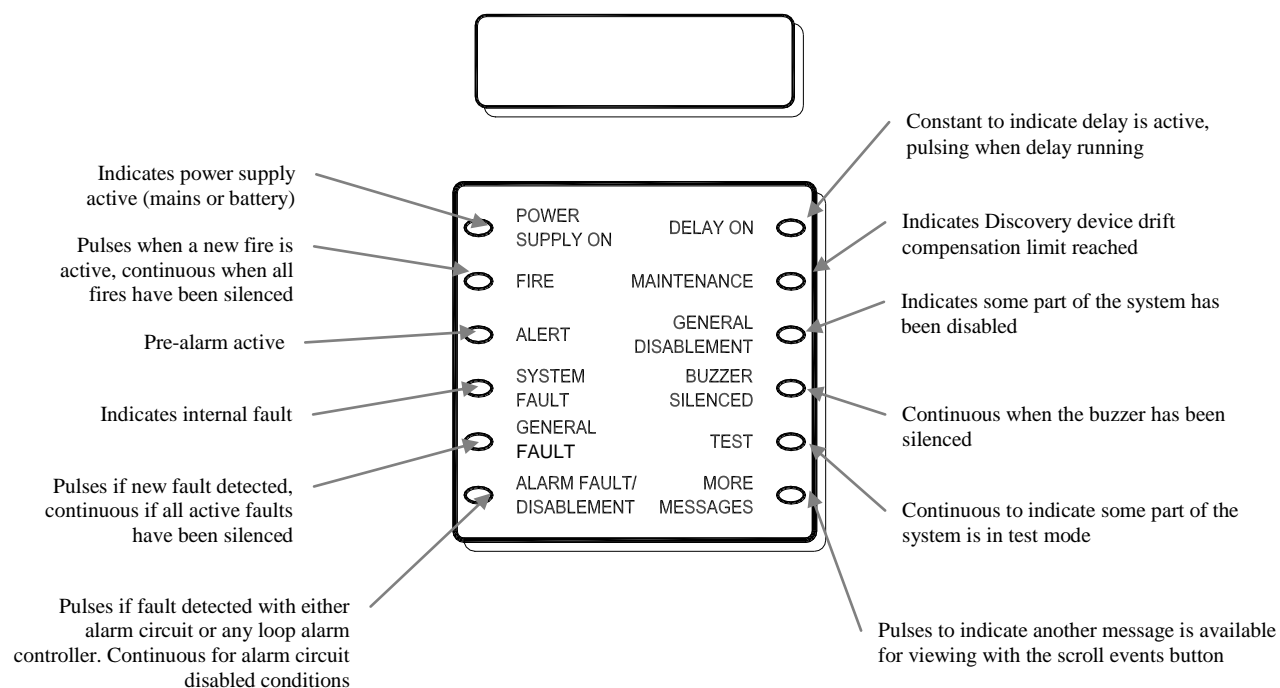 Indicates power supply
active (mains or battery)
Pulses when a new fire is
active, continuous when all
fires have been silenced
Pre-alarm active
Indicates internal fault
Pulses if new fault detected,
continuous if all active faults
have been silenced
Pulses if fault detected with either
alarm circuit or any loop alarm
controller. Continuous for alarm circuit
disabled conditions
POWER
SUPPLY ON
FIRE
ALERT
SYSTEM
FAULT
GENERAL
FAULT
ALARM FAULT/
DISABLEMENT
DELAY ON
MAINTENANCE
GENERAL
DISABLEMENT
BUZZER
SILENCED
TEST
MORE
MESSAGES
Constant to indicate delay is active,
pulsing when delay running
Indicates Discovery device drift
compensation limit reached
Indicates some part of the system has
been disabled
Continuous when the buzzer has been
silenced
Continuous to indicate some part of the
system is in test mode
Pulses to indicate another message is available
for viewing with the scroll events button